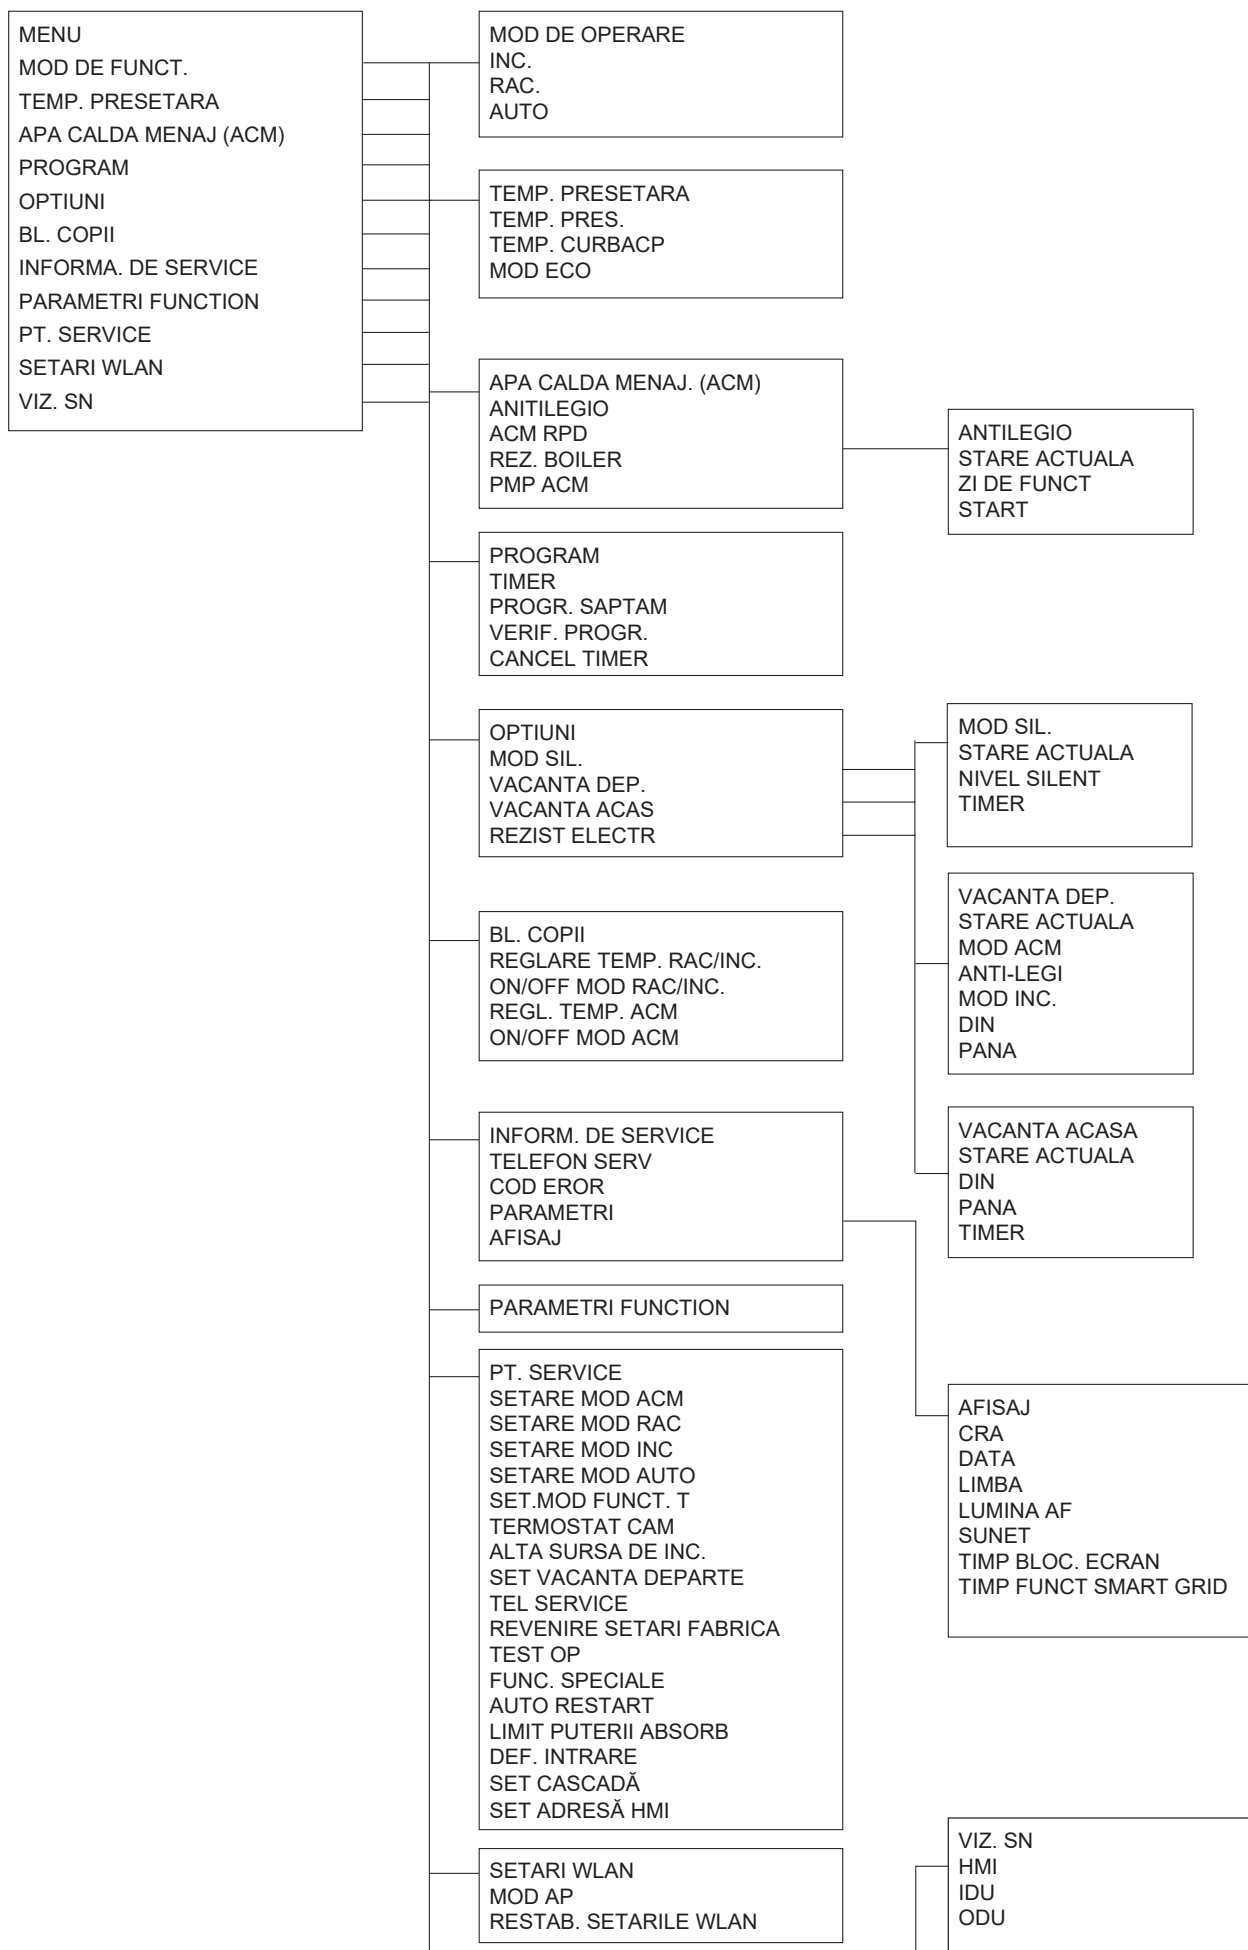 MENU
MOD DE FUNCT.
TEMP. PRESETARA
APA CALDA MENAJ (ACM)
PROGRAM
OPTIUNI
BL. COPII
INFORMA. DE SERVICE
PARAMETRI FUNCTION
PT. SERVICE
SETARI WLAN
VIZ. SN
MOD DE OPERARE
INC.
RAC.
AUTO
TEMP. PRESETARA
TEMP. PRES.
TEMP. CURBACP
MOD ECO
APA CALDA MENAJ. (ACM)
ANITILEGIO
ACM RPD
REZ. BOILER
PMP ACM
ANTILEGIO
STARE ACTUALA
ZI DE FUNCT
START
PROGRAM
TIMER
PROGR. SAPTAM
VERIF. PROGR.
CANCEL TIMER
OPTIUNI
MOD SIL.
VACANTA DEP.
VACANTA ACAS
REZIST ELECTR
MOD SIL.
STARE ACTUALA
NIVEL SILENT
TIMER
VACANTA DEP.
STARE ACTUALA
MOD ACM
ANTI-LEGI
MOD INC.
DIN
PANA
BL. COPII
REGLARE TEMP. RAC/INC.
ON/OFF MOD RAC/INC.
REGL. TEMP. ACM
ON/OFF MOD ACM
VACANTA ACASA
STARE ACTUALA
DIN
PANA
TIMER
INFORM. DE SERVICE
TELEFON SERV
COD EROR
PARAMETRI
AFISAJ
PARAMETRI FUNCTION
PT. SERVICE
SETARE MOD ACM
SETARE MOD RAC
SETARE MOD INC
SETARE MOD AUTO
SET.MOD FUNCT. T
TERMOSTAT CAM
ALTA SURSA DE INC.
SET VACANTA DEPARTE
TEL SERVICE
REVENIRE SETARI FABRICA
TEST OP
FUNC. SPECIALE
AUTO RESTART
LIMIT PUTERII ABSORB
DEF. INTRARE
SET CASCADĂ
SET ADRESĂ HMI
AFISAJ
CRA
DATA
LIMBA
LUMINA AF
SUNET
TIMP BLOC. ECRAN
TIMP FUNCT SMART GRID
SETARI WLAN
MOD AP
RESTAB. SETARILE WLAN
VIZ. SN
HMI
IDU
ODU